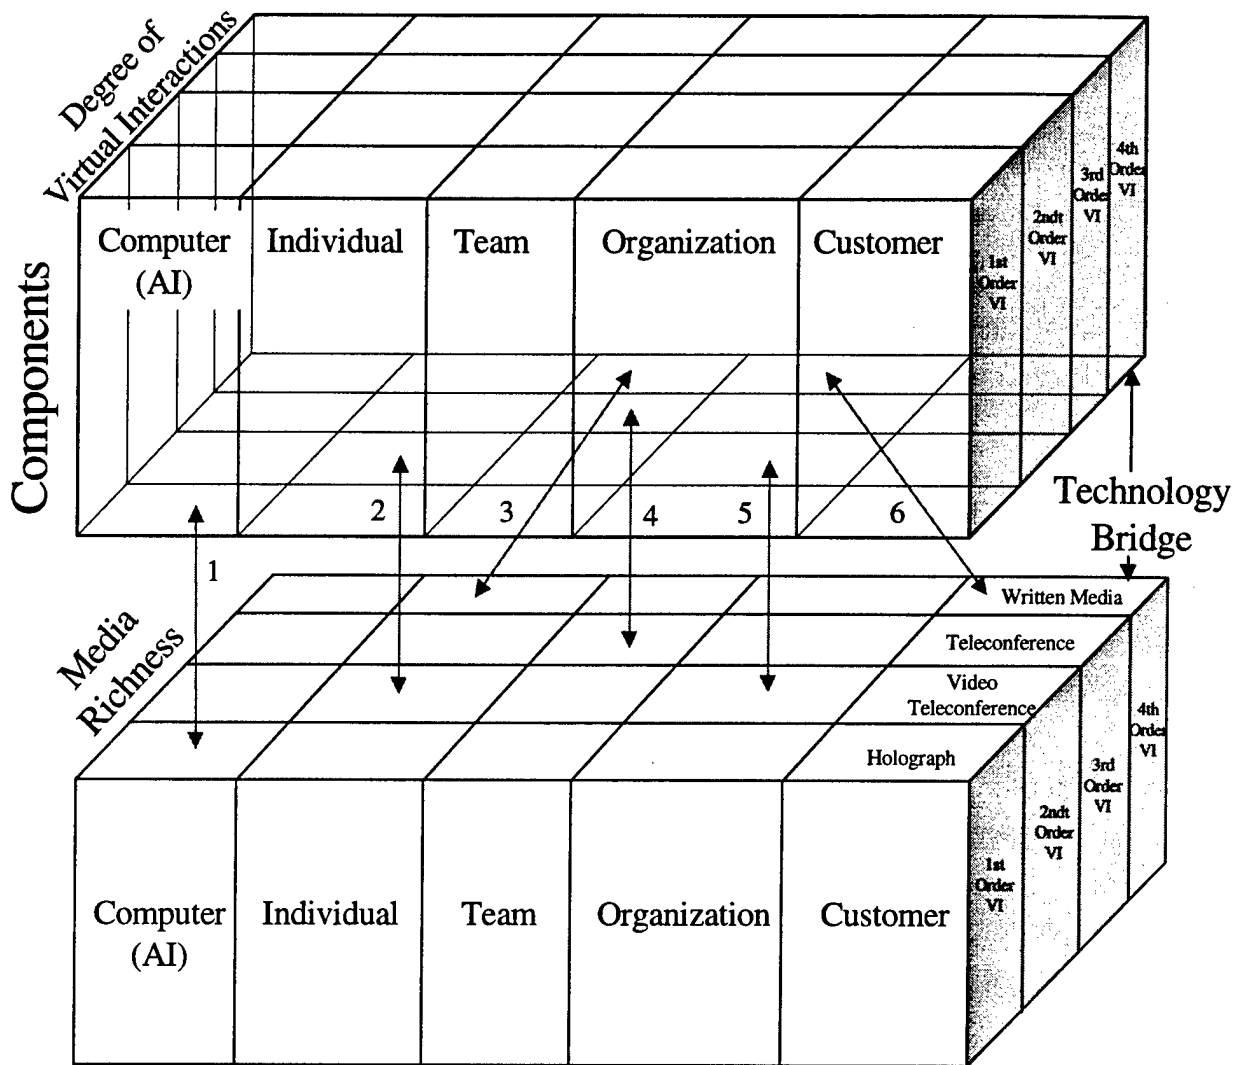 Degree of
Virtual Interactions
Components
Computer
(AI)
Individual
Team
Organization
Customer
1st
Order
VI
2ndt
Order
VI
3rd
Order
VI
4th
Order
VI
1
2
3
4
5
6
Technology
Bridge
Media
Richness
Written Media
Teleconference
Video
Teleconference
Holograph
Computer
(AI)
Individual
Team
Organization
Customer
1st
Order
VI
2ndt
Order
VI
3rd
Order
VI
4th
Order
VI